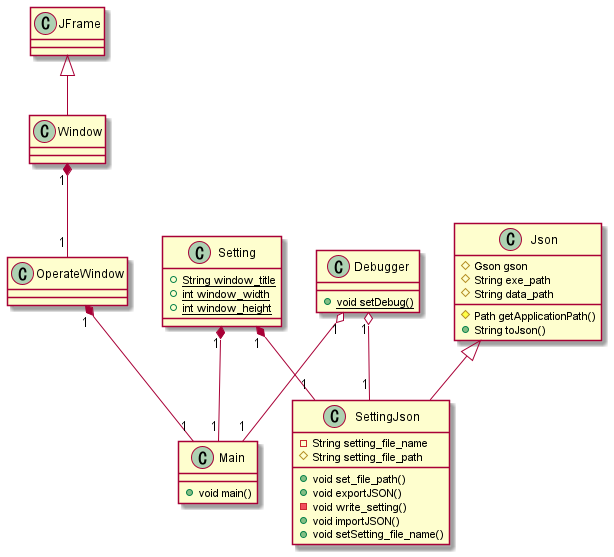 C JFrame
C Window
1
1
C OperateWindow
1
C Setting
String window_title
int window_width
int window_height
1
1
C Debugger
void setDebug()
1
1
C Json
Gson gson
String exe_path
String data_path
Path getApplicationPath()
String toJson()
1
1
1
1
1
C Main
void main()
C SettingJson
String setting_file_name
String setting_file_path
void set_file_path()
void exportJSON()
void write_setting()
void importJSON()
void setSetting_file_name()